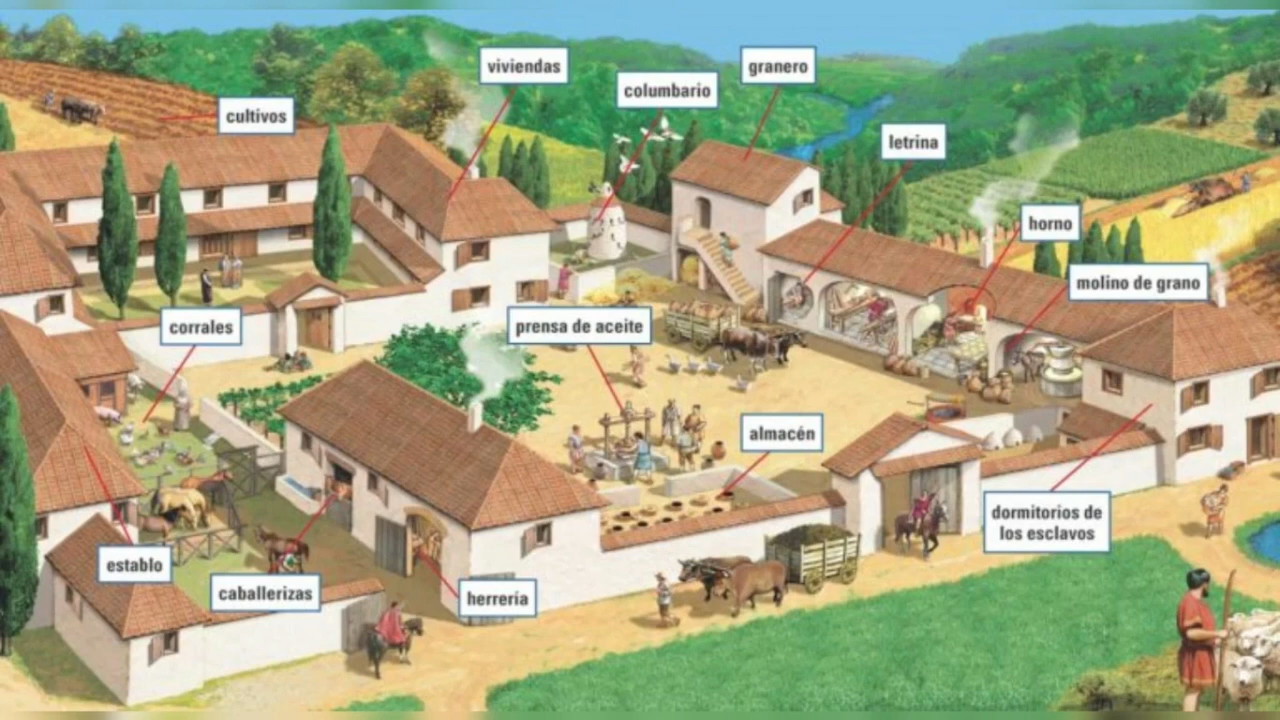 viviendas
granero
columbario
cultivos
letrina
horno
molino de grano
corrales
prensa de aceite
almacén
dormitorios de
los esclavos
establo
caballerizas
herrería